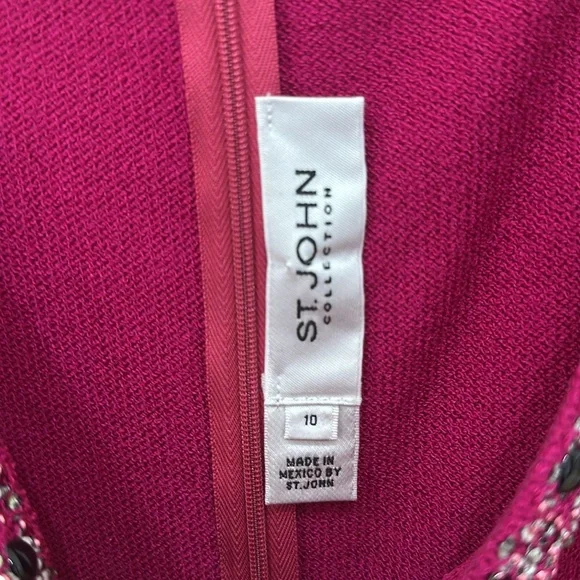 ST. JOHN
COLLECTION
10
MADE IN
MEXICO BY
ST.JOHN